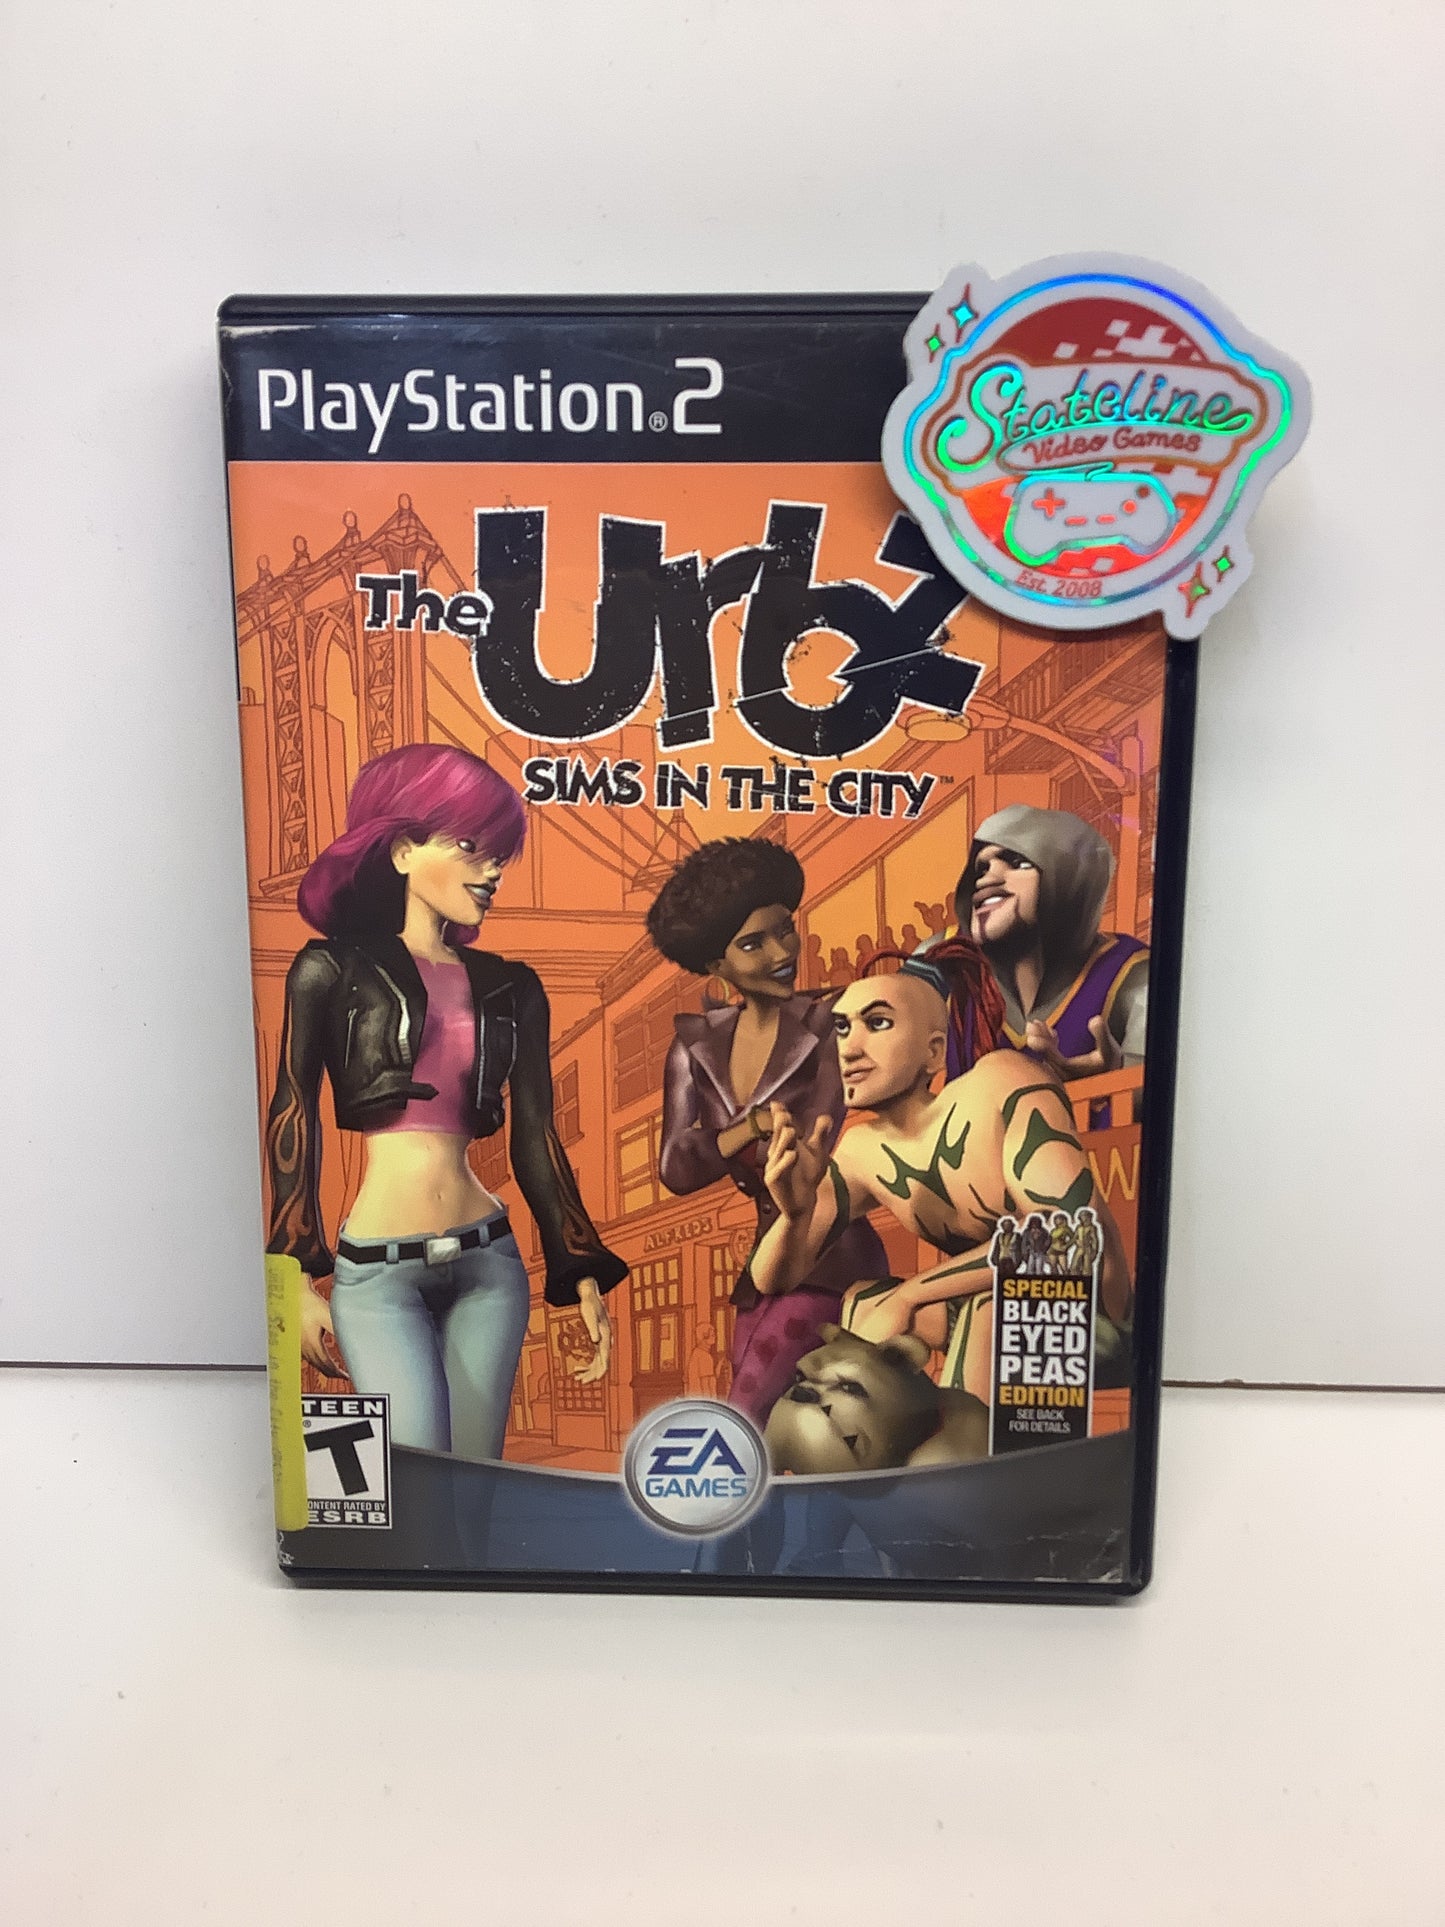 PlayStation®2
Stateline
Video Games
Est. 2008
The Urbz
SIMS IN THE CITY™
ALFRED'S
SPECIAL
BLACK
EYED
PEAS
EDITION
SEE BACK
FOR DETAILS
TEEN
T
CONTENT RATED BY
ESRB
EA
GAMES